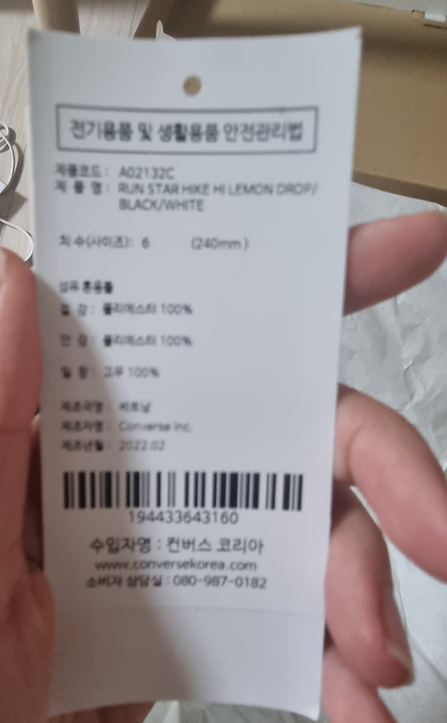 전기용품 및 생활용품 안전관리법
제품코드 : A02132C
제 품 명 : RUN STAR HIKE HI LEMON DROP/
BLACK/WHITE
치 수(사이즈) : 6 (240mm)
섬유 혼용률
겉 감 : 폴리에스터 100%
안 감 : 폴리에스터 100%
밑 창 : 고무 100%
제조국명 : 베트남
제조자명 : Converse Inc.
제조년월 : 2022.02
194433643160
수입자명 : 컨버스 코리아
www.conversekorea.com
소비자 상담실 : 080-987-0182